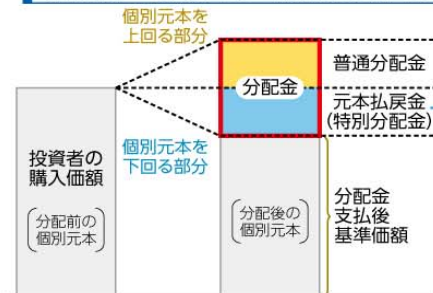 個別元本を
上回る部分
普通分配金
分配金
元本払戻金
(特別分配金)
個別元本を
下回る部分
投資者の
購入価額
(分配前の
個別元本)
(分配後の
個別元本)
分配金
支払後
基準価額